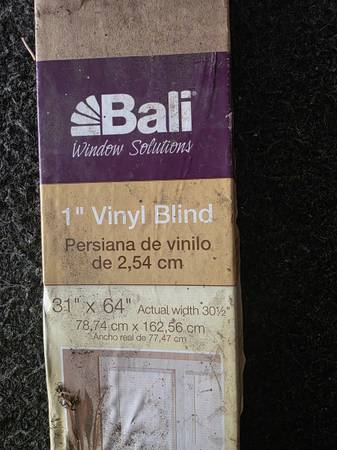 Bali
Window Solutions
1" Vinyl Blind
Persiana de vinilo
de 2,54 cm
31" x 64" Actual width 30½"
78,74 cm x 162,56 cm
Ancho real de 77,47 cm